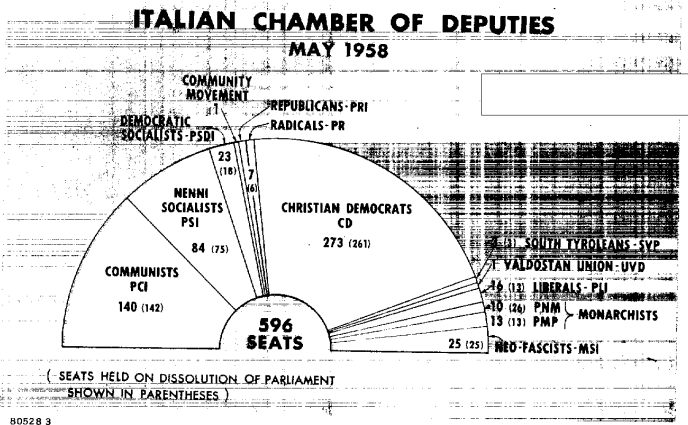 ITALIAN CHAMBER OF DEPUTIES
MAY 1958
COMMUNITY
MOVEMENT
1
REPUBLICANS-PRI
RADICALS-PR
DEMOCRATIC
SOCIALISTS-PSDI
23
(18)
7
(6)
NENNI
SOCIALISTS
PSI
84 (75)
CHRISTIAN DEMOCRATS
CD
273 (261)
COMMUNISTS
PCI
140 (142)
(3) SOUTH TYROLEANS-SVP
1 VALDOSTAN UNION-UVD
16 (13) LIBERALS-PLI
10 (26) PNM
13 (13) PMP
MONARCHISTS
25 (25)
NEO-FASCISTS-MSI
596
SEATS
( SEATS HELD ON DISSOLUTION OF PARLIAMENT
SHOWN IN PARENTHESES )
80528 3